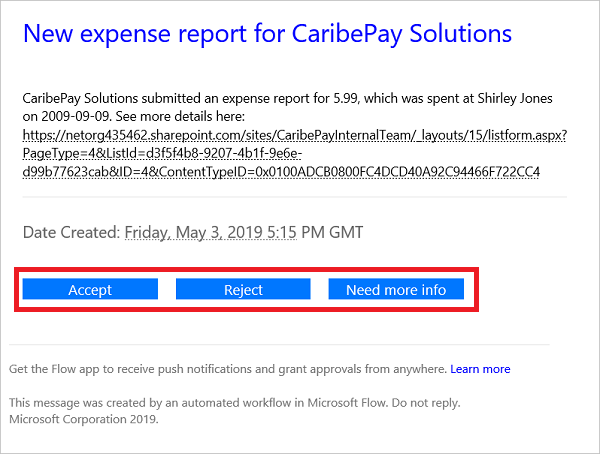 New expense report for CaribePay Solutions
CaribePay Solutions submitted an expense report for 5.99, which was spent at Shirley Jones
on 2009-09-09. See more details here:
https://netorg435462.sharepoint.com/sites/CaribePayInternalTeam/_layouts/15/listform.aspx?
PageType=4&ListId=d3f5f4b8-9207-4b1f-9e6e-
d99b77623cab&ID=4&ContentTypeID=0x0100ADCB0800FC4DCD40A92C94466F722CC4
Date Created: Friday, May 3, 2019 5:15 PM GMT
Accept Reject Need more info
Get the Flow app to receive push notifications and grant approvals from anywhere. Learn more
This message was created by an automated workflow in Microsoft Flow. Do not reply.
Microsoft Corporation 2019.